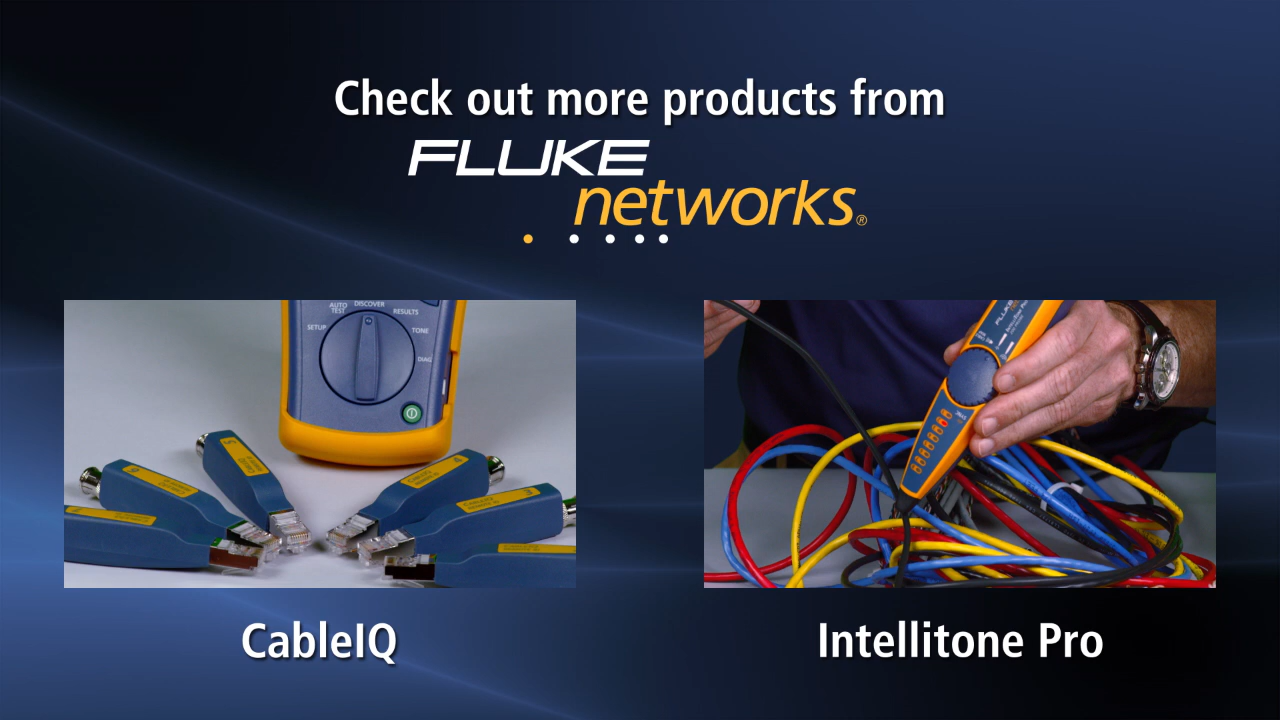 Check out more products from
FLUKE
networks®
AUTO TEST
DISCOVER
RESULTS
SETUP
TONE
DIAG
CableIQ
Intellitone Pro